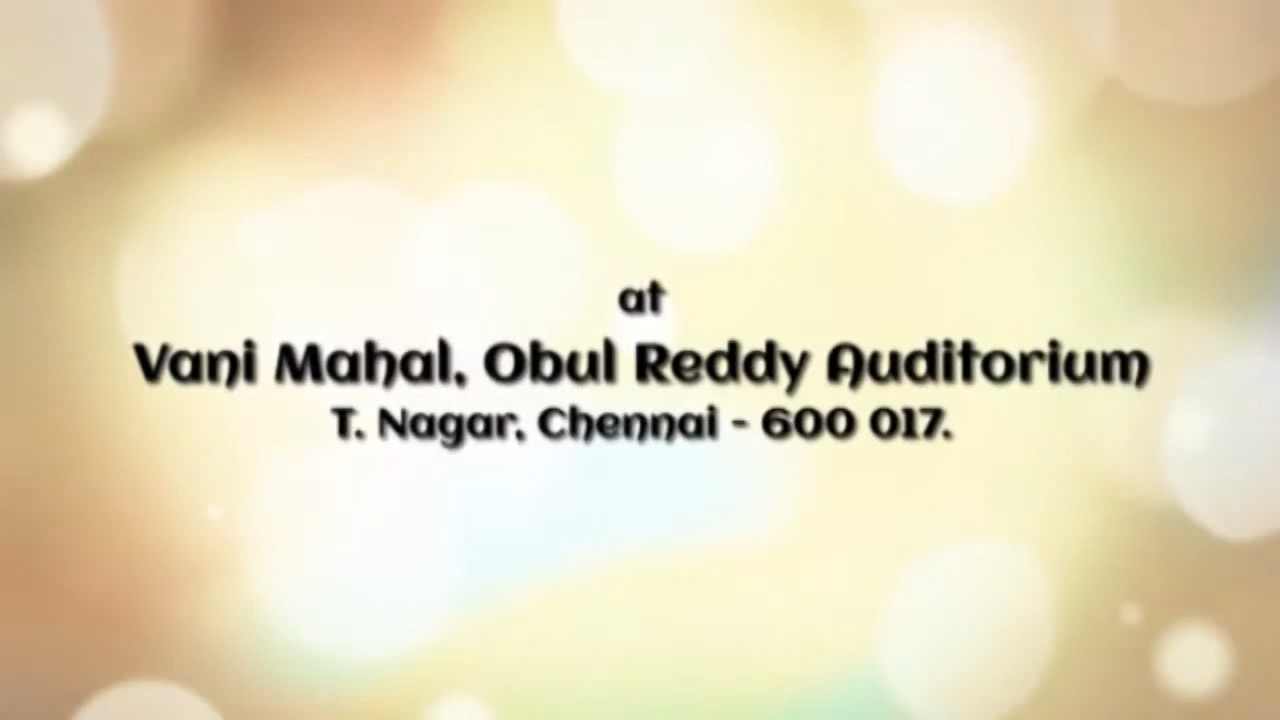 at
Vani Mahal, Obul Reddy Auditorium
T. Nagar, Chennai - 600 017.